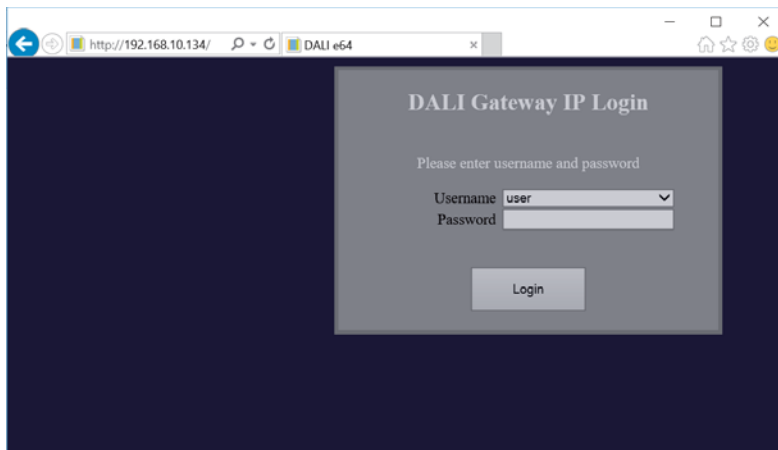 http://192.168.10.134/
DALI e64
DALI Gateway IP Login
Please enter username and password
Username user
Password
Login